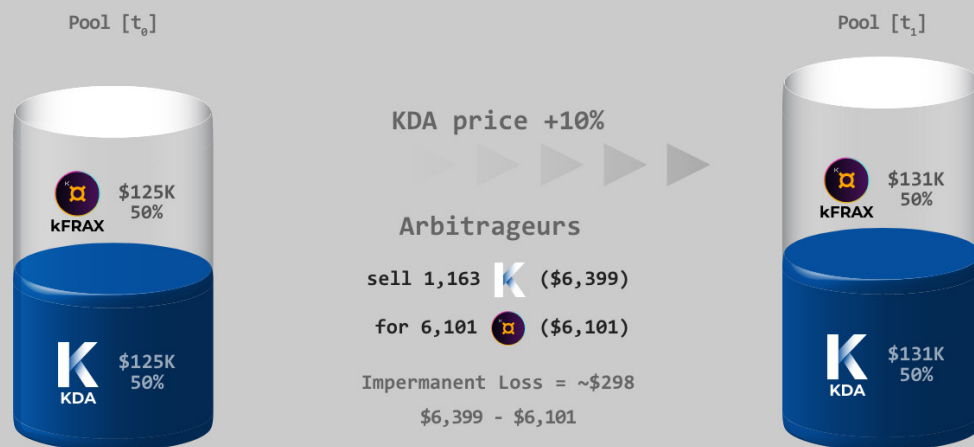 Pool [t₀]
Pool [t₁]
KDA price +10%
$125K
50%
kFRAX
$131K
50%
kFRAX
Arbitrageurs
sell 1,163 K ($6,399)
for 6,101 ($6,101)
K
$125K
50%
KDA
K
$131K
50%
KDA
Impermanent Loss = ~$298
$6,399 - $6,101